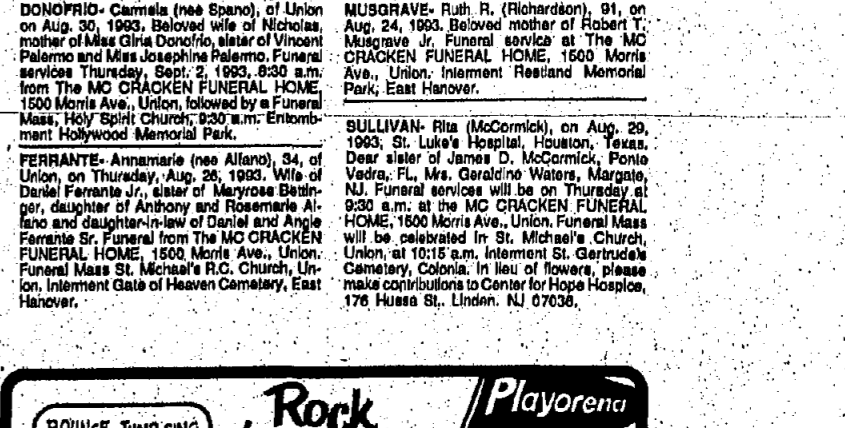 DONOFRIO- Carmela (nee Spano), of Union
on Aug. 30, 1993. Beloved wife of Nicholas,
mother of Miss Giria Donofrio, sister of Vincent
Palermo and Miss Josephine Palermo. Funeral
services Thursday, Sept. 2, 1993, 8:30 a.m.
from The MC CRACKEN FUNERAL HOME,
1500 Morris Ave., Union, followed by a Funeral
Mass, Holy Spirit Church, 9:30 a.m. Entomb-
ment Hollywood Memorial Park.
FERRANTE- Annamarie (nee Alfano), 34, of
Union, on Thursday, Aug. 26, 1993. Wife of
Daniel Ferrante Jr., sister of Maryrose Bettin-
ger, daughter of Anthony and Rosemarie Al-
fano and daughter-in-law of Daniel and Angie
Ferrante Sr. Funeral from The MC CRACKEN
FUNERAL HOME, 1500 Morris Ave., Union.
Funeral Mass St. Michael's R.C. Church, Un-
ion. Interment Gate of Heaven Cemetery, East
Hanover.
MUSGRAVE- Ruth R. (Richardson), 91, on
Aug. 24, 1993. Beloved mother of Robert T.
Musgrave Jr. Funeral service at The MC
CRACKEN FUNERAL HOME, 1500 Morris
Ave., Union. Interment Restland Memorial
Park, East Hanover.
SULLIVAN- Rita (McCormick), on Aug. 29,
1993, St. Luke's Hospital, Houston, Texas.
Dear sister of James D. McCormick, Ponte
Vedra, FL, Mrs. Geraldine Waters, Margate,
NJ. Funeral services will be on Thursday at
9:30 a.m. at the MC CRACKEN FUNERAL
HOME, 1500 Morris Ave., Union. Funeral Mass
will be celebrated in St. Michael's Church,
Union, at 10:15 a.m. Interment St. Gertrude's
Cemetery, Colonia. In lieu of flowers, please
make contributions to Center for Hope Hospice,
176 Hussa St., Linden, NJ 07036.
Rock
Playorena
BOUNCE